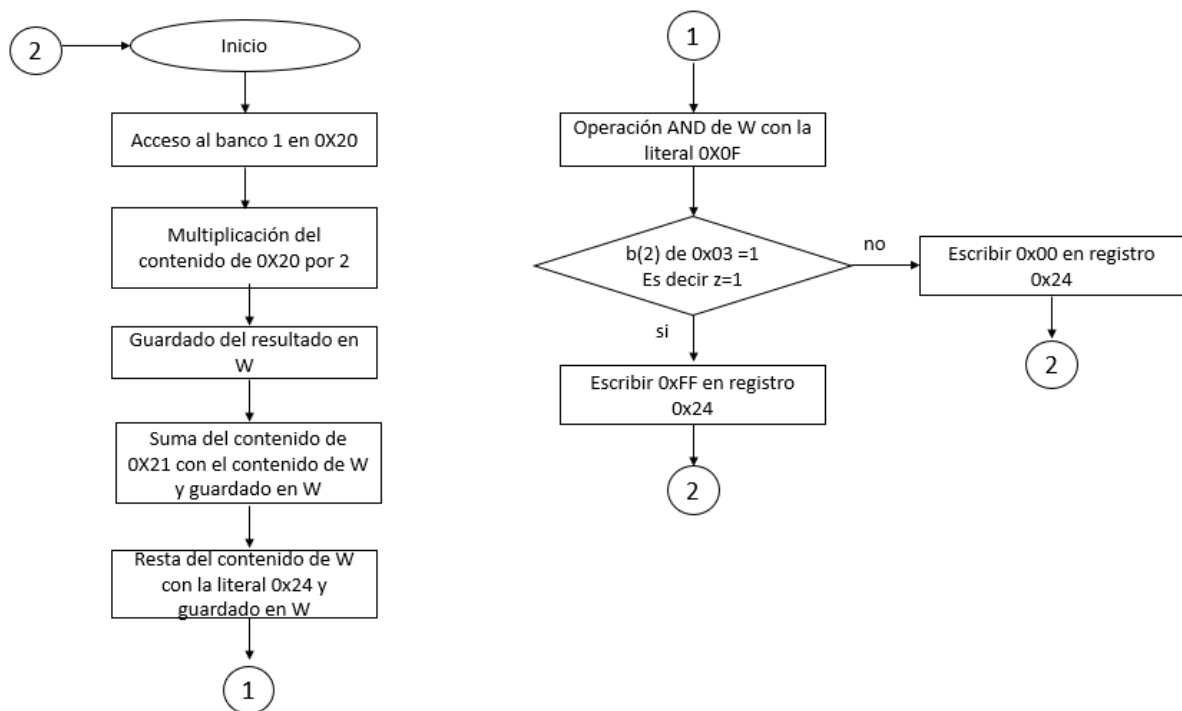 2
Inicio
Acceso al banco 1 en 0X20
Multiplicación del
contenido de 0X20 por 2
Guardado del resultado en
W
Suma del contenido de
0X21 con el contenido de W
y guardado en W
Resta del contenido de W
con la literal 0x24 y
guardado en W
1
1
Operación AND de W con la
literal 0X0F
b(2) de 0x03 =1
Es decir z=1
no
Escribir 0x00 en registro
0x24
2
si
Escribir 0xFF en registro
0x24
2